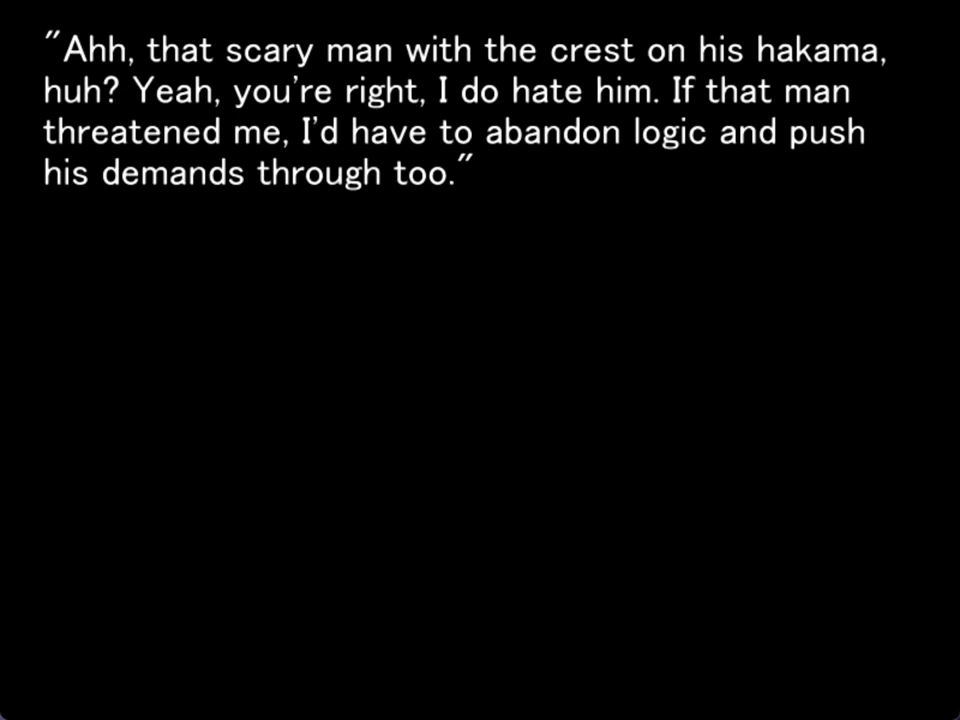 "Ahh, that scary man with the crest on his hakama,
huh? Yeah, you're right, I do hate him. If that man
threatened me, I'd have to abandon logic and push
his demands through too."